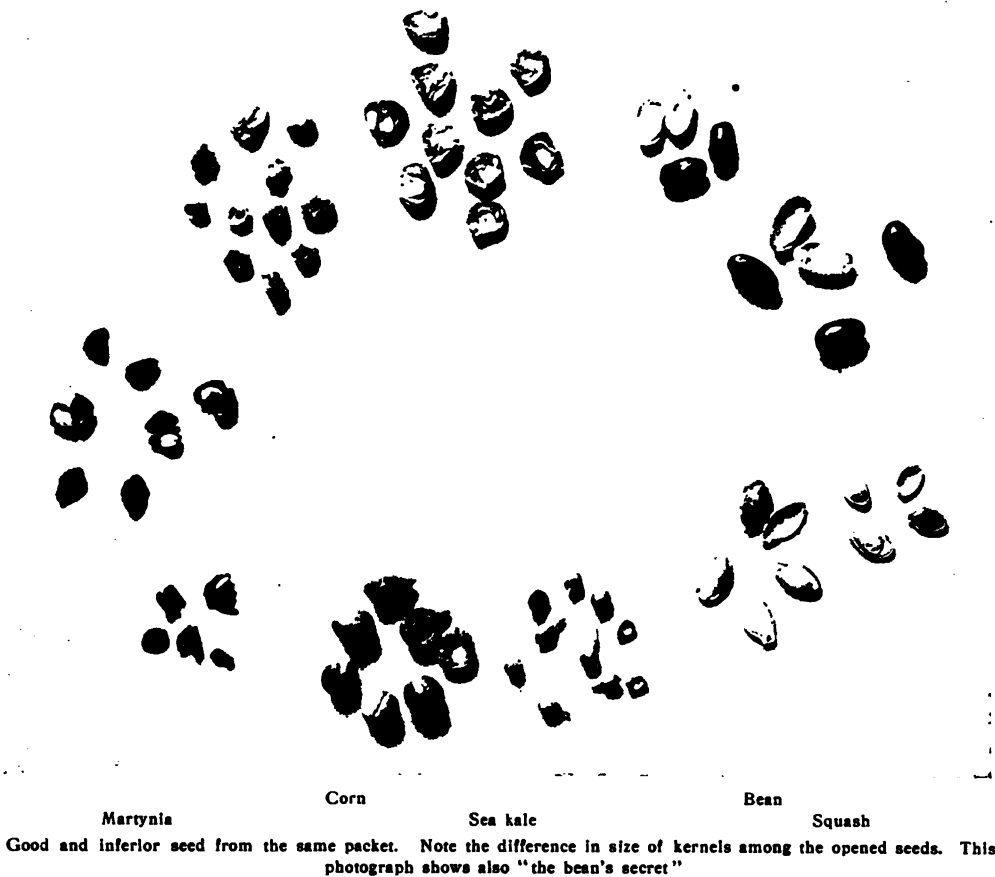 Corn Bean
Martynia Sea kale Squash
Good and inferior seed from the same packet. Note the difference in size of kernels among the opened seeds. This
photograph shows also "the bean's secret"